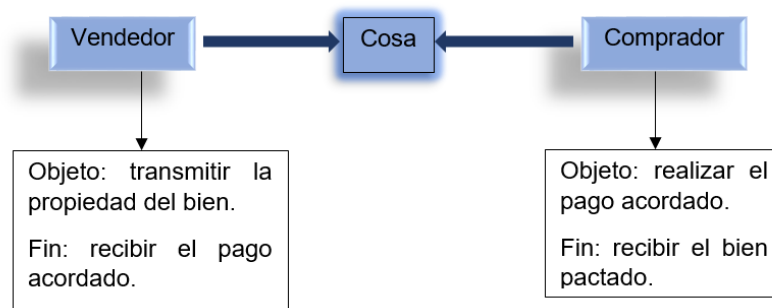 Vendedor
Cosa
Comprador
Objeto: transmitir la
propiedad del bien.
Fin: recibir el pago
acordado.
Objeto: realizar el
pago acordado.
Fin: recibir el bien
pactado.